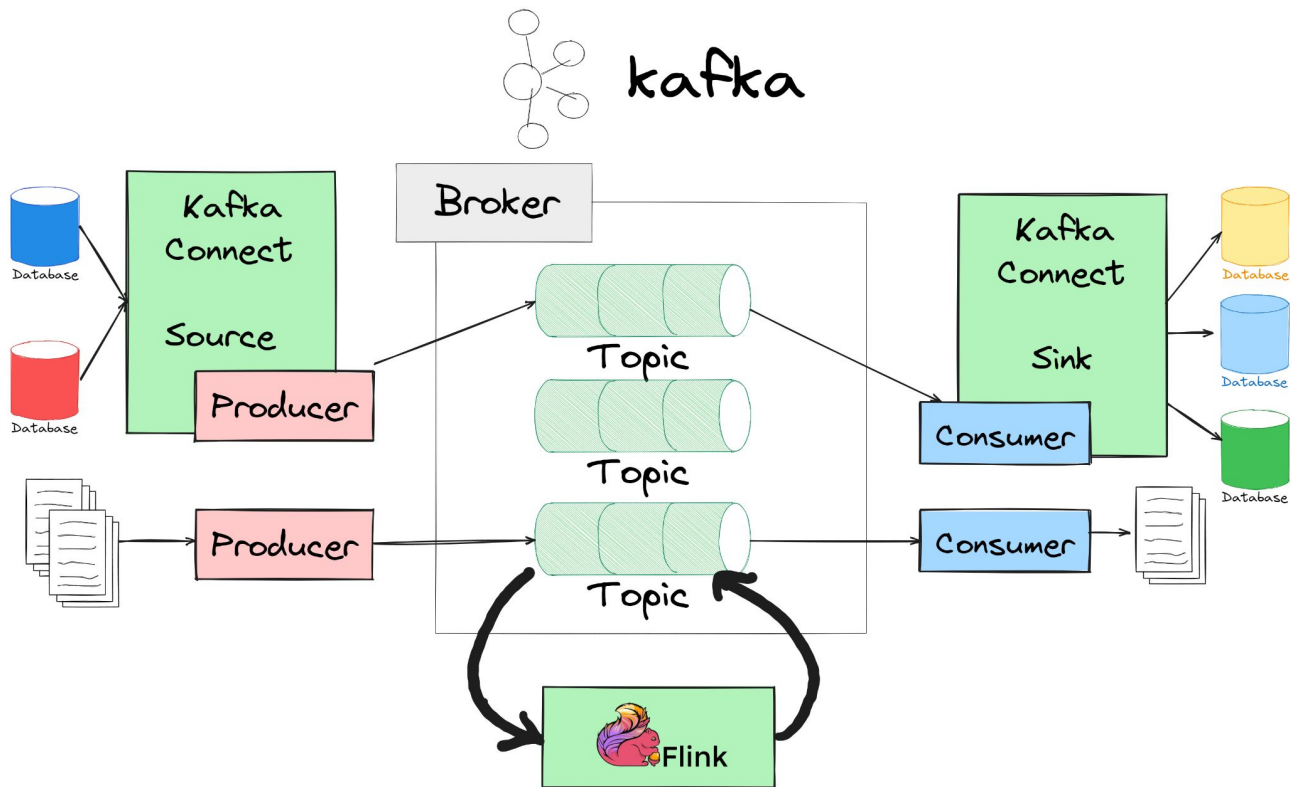 kafka
Broker
Kafka
Connect
Source
Producer
Database
Database
Producer
Topic
Topic
Topic
Kafka
Connect
Sink
Consumer
Consumer
Database
Database
Database
Flink